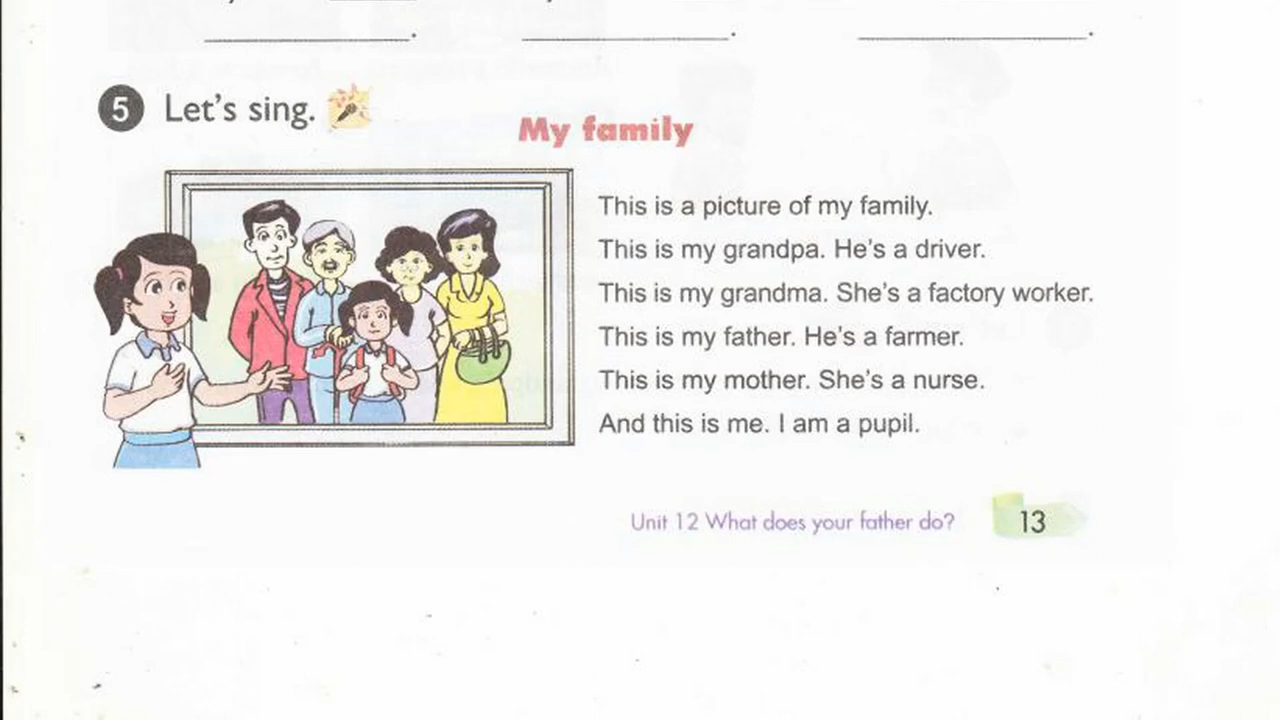 5 Let's sing.
My family
This is a picture of my family.
This is my grandpa. He's a driver.
This is my grandma. She's a factory worker.
This is my father. He's a farmer.
This is my mother. She's a nurse.
And this is me. I am a pupil.
Unit 12 What does your father do? 13